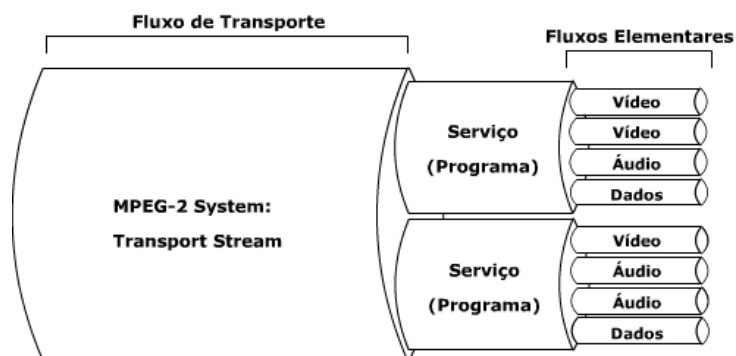 Fluxo de Transporte
Fluxos Elementares
MPEG-2 System:
Transport Stream
Serviço
(Programa)
Vídeo
Vídeo
Áudio
Dados
Serviço
(Programa)
Vídeo
Áudio
Áudio
Dados